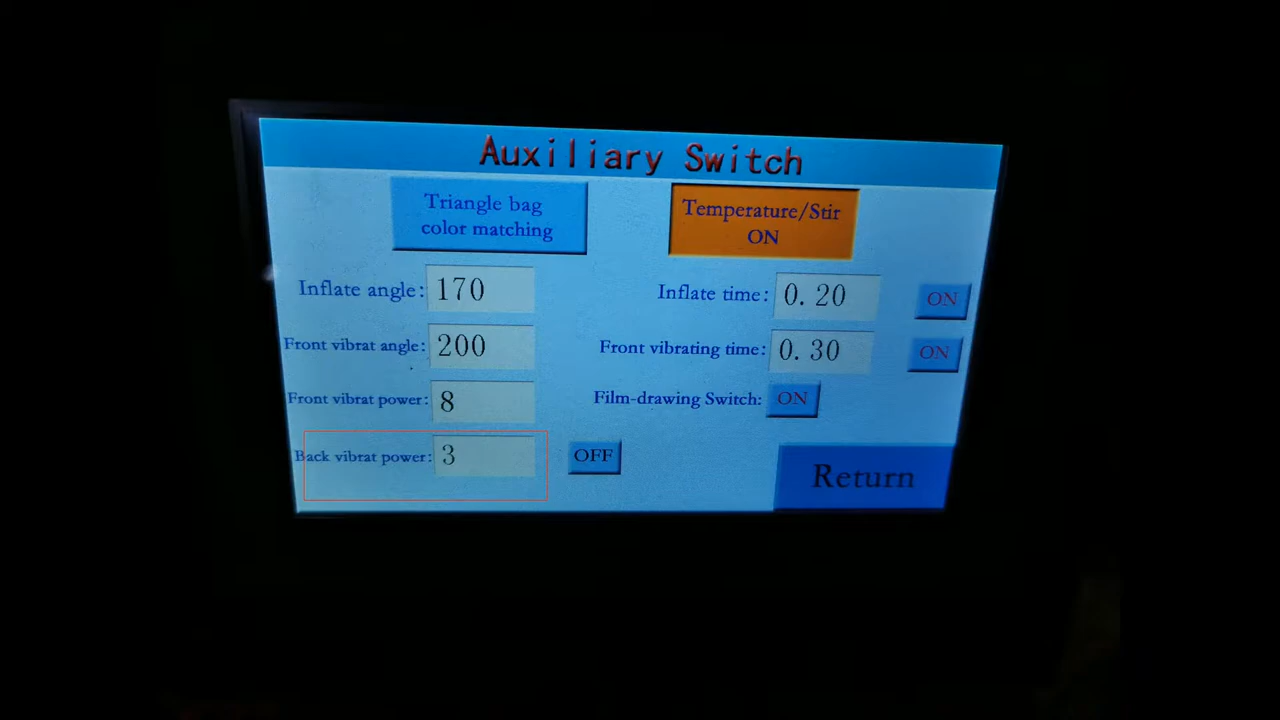 Auxiliary Switch
Triangle bag
color matching
Temperature/Stir
ON
Inflate angle: 170
Inflate time: 0.20 ON
Front vibrat angle: 200
Front vibrating time: 0.30 ON
Front vibrat power: 8
Film-drawing Switch: ON
Back vibrat power: 3 OFF
Return